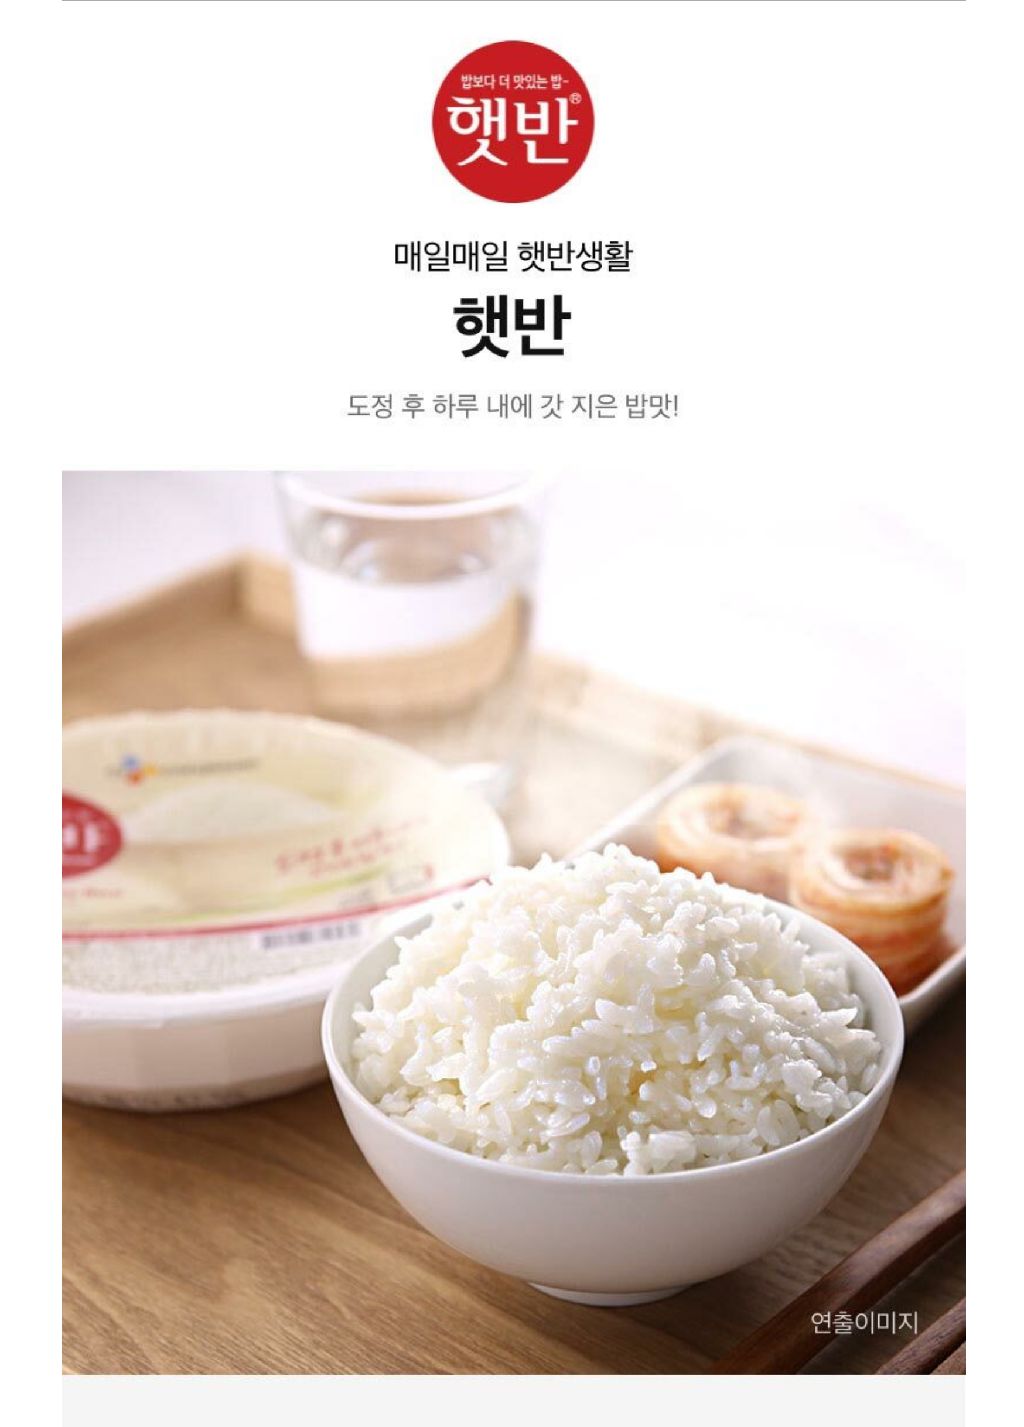 밥보다 더 맛있는 밥-
햇반®
매일매일 햇반생활
햇반
도정 후 하루 내에 갓 지은 밥맛!
반
연출이미지